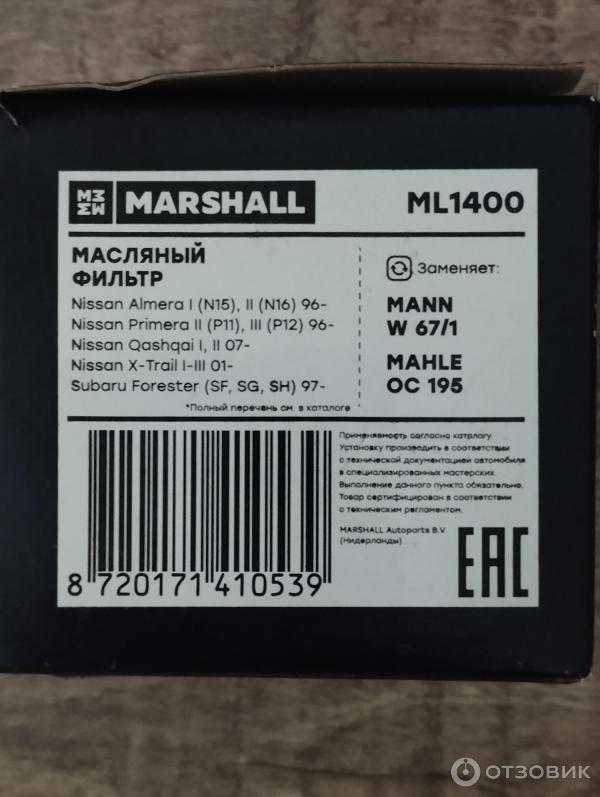 MARSHALL
ML1400
МАСЛЯНЫЙ
ФИЛЬТР
Nissan Almera I (N15), II (N16) 96-
Nissan Primera II (P11), III (P12) 96-
Nissan Qashqai I, II 07-
Nissan X-Trail I-III 01-
Subaru Forester (SF, SG, SH) 97-
*Полный перечень см. в каталоге
Заменяет:
MANN
W 67/1
MAHLE
OC 195
Применяемость согласно каталогу.
Установку производить в соответствии
с технической документацией автомобиля
в специализированных мастерских.
Выполнение данного пункта обязательно.
Товар сертифицирован в соответствии
с техническим регламентом.
MARSHALL Autoparts B.V
(Нидерланды)
EAC
8 720171 410539
ОТЗОВИК